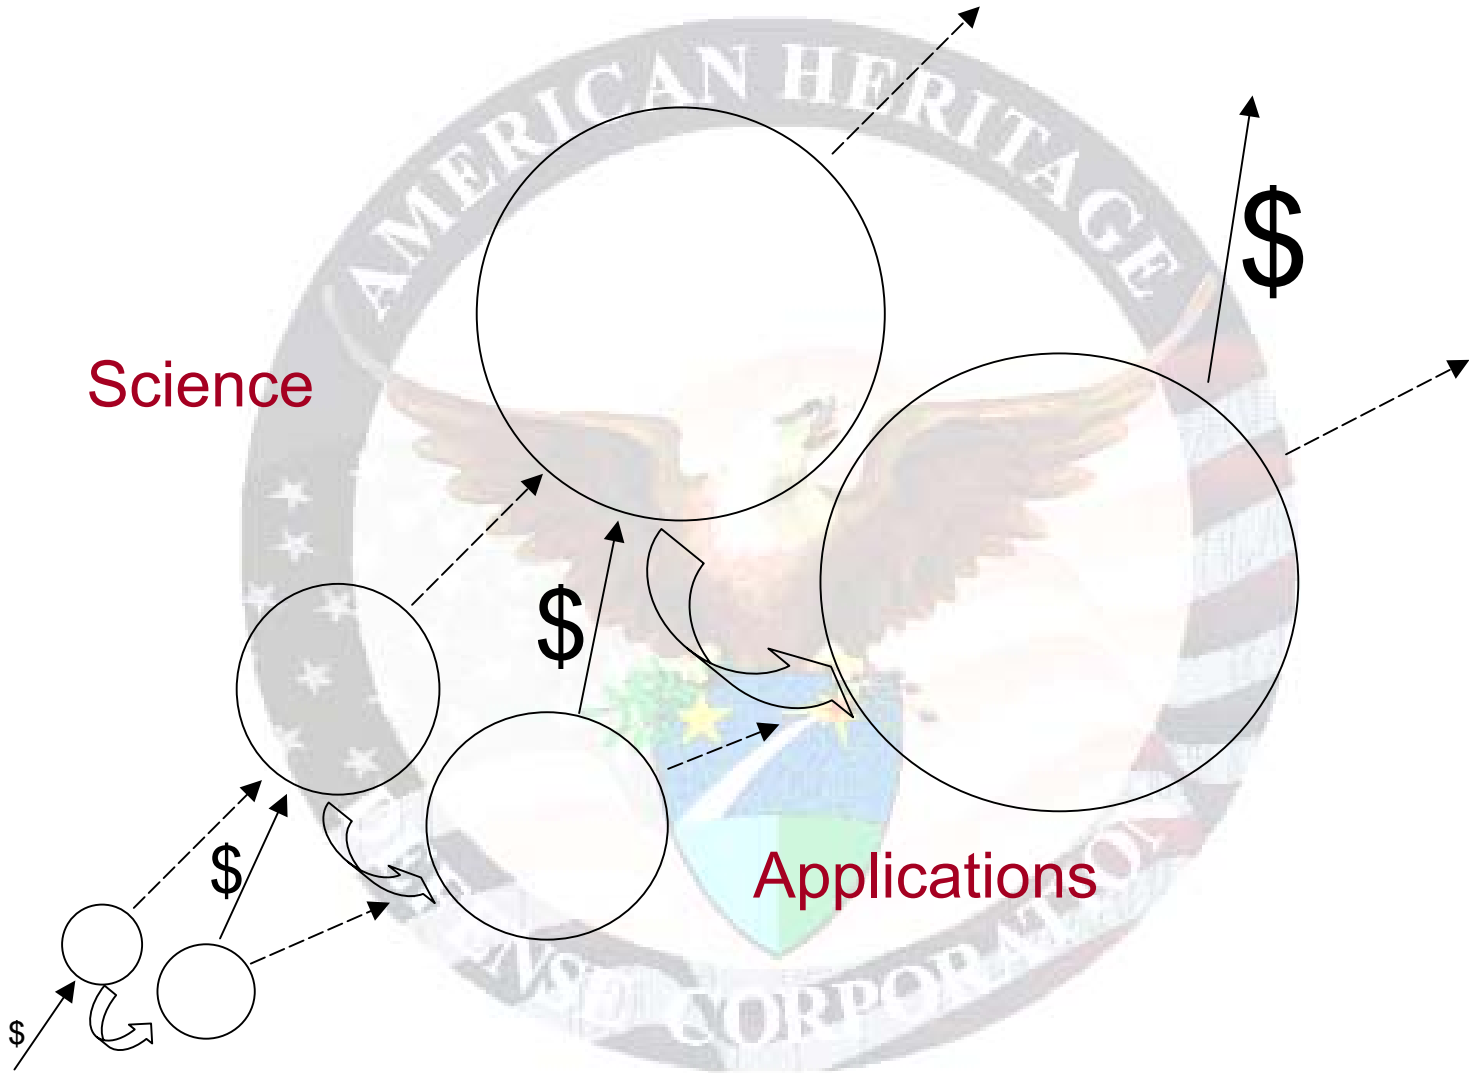 AMERICAN HERITAGE
$
Science
$
Applications
$
$
CORPORATION